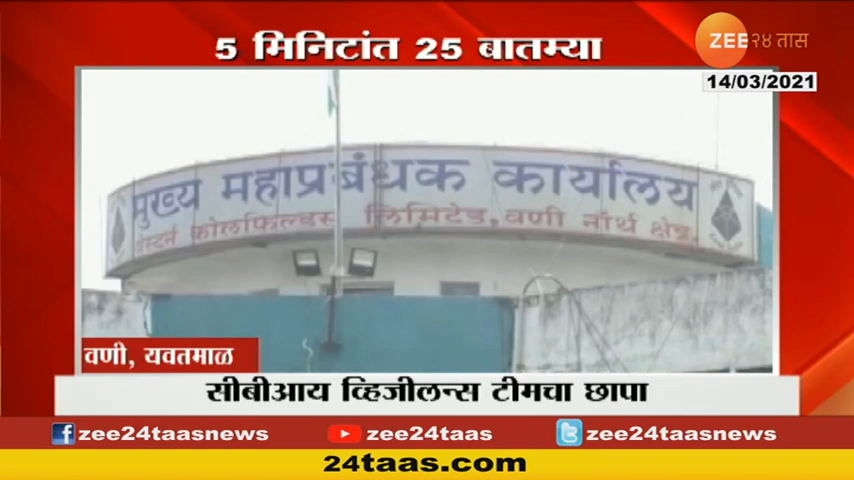 5 मिनिटांत 25 बातम्या
ZEE २४ तास
14/03/2021
मुख्य महाप्रबंधक कार्यालय
वेस्टर्न कोलफिल्डस लिमिटेड, वणी नॉर्थ क्षेत्र
वणी, यवतमाळ
सीबीआय व्हिजीलन्स टीमचा छापा
zee24taasnews zee24taas zee24taasnews
24taas.com